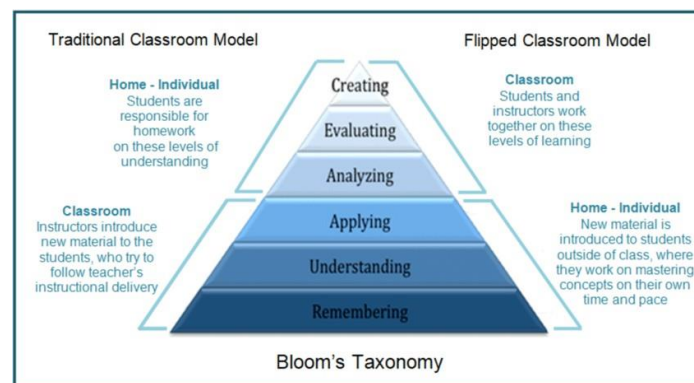 Traditional Classroom Model
Flipped Classroom Model
Home - Individual
Students are
responsible for
homework
on these levels of
understanding
Classroom
Instructors introduce
new material to the
students, who try to
follow teacher's
instructional delivery
Creating
Evaluating
Analyzing
Applying
Understanding
Remembering
Classroom
Students and
instructors work
together on these
levels of learning
Home - Individual
New material is
introduced to students
outside of class, where
they work on mastering
concepts on their own
time and pace
Bloom's Taxonomy